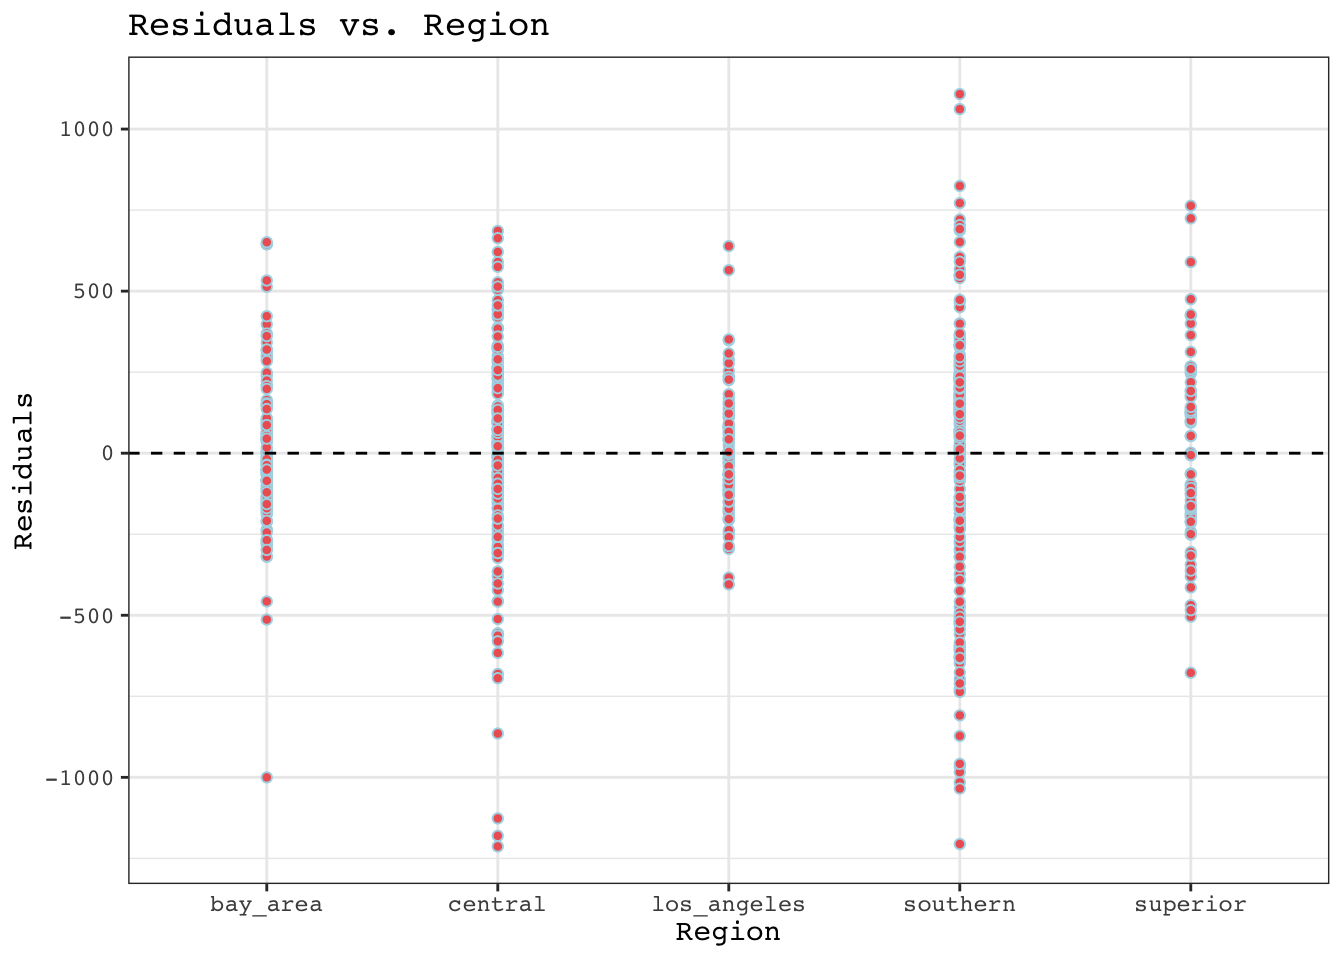 Residuals vs. Region
Residuals
1000
500
0
−500
−1000
bay_area central los_angeles southern superior
Region